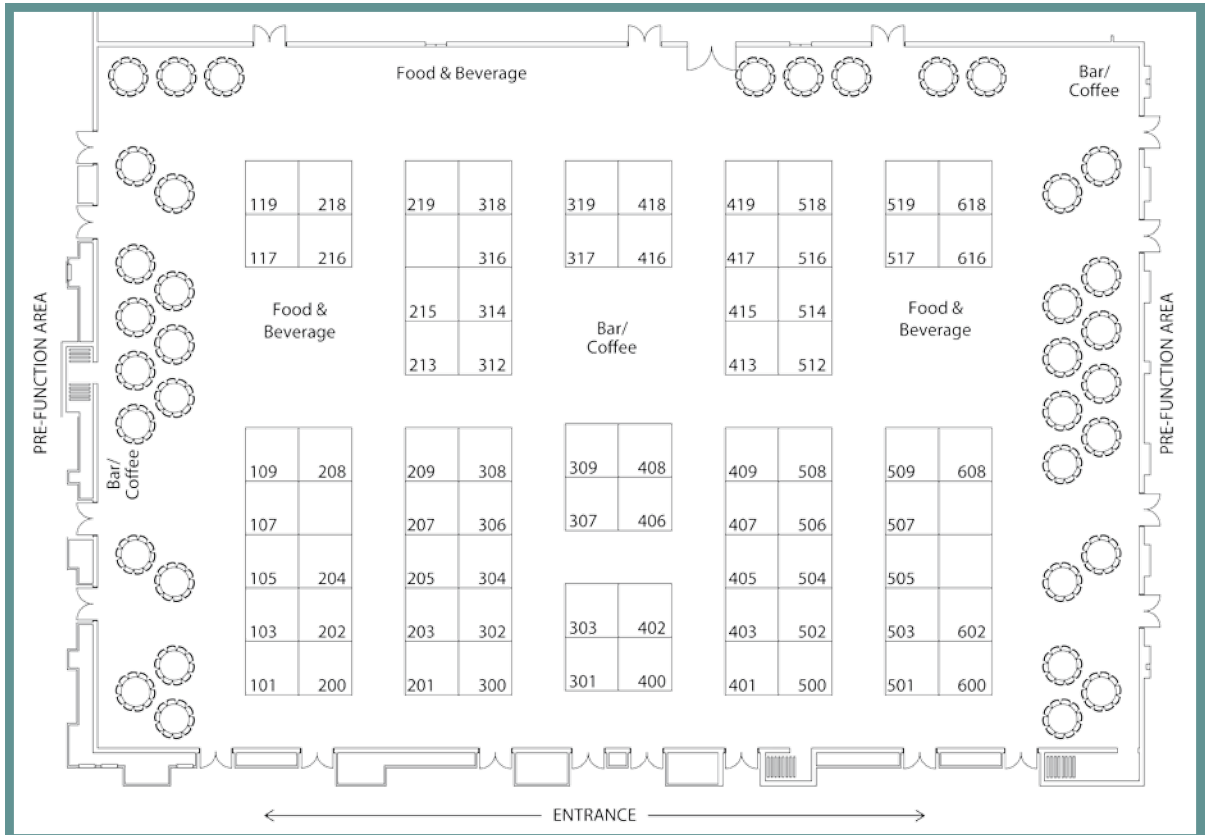 Food & Beverage
Bar/
Coffee
119 218 219 318 319 418 419 518 519 618
117 216 316 317 416 417 516 517 616
Food &
Beverage
215 314
Bar/
Coffee
415 514
Food &
Beverage
213 312 413 512
PRE-FUNCTION AREA
PRE-FUNCTION AREA
Bar/
Coffee
109 208 209 308 309 408 409 508 509 608
107 207 306 307 406 407 506 507
105 204 205 304 405 504 505
103 202 203 302 303 402 403 502 503 602
101 200 201 300 301 400 401 500 501 600
ENTRANCE